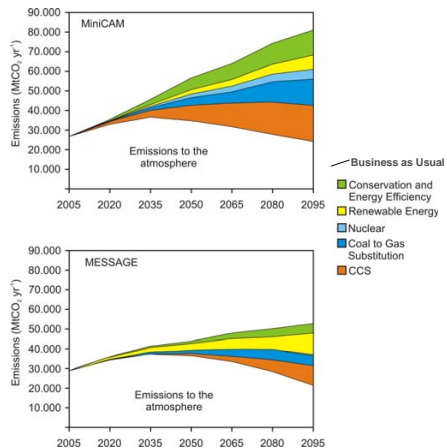 90.000
MiniCAM
80.000
70.000
60.000
50.000
40.000
30.000
20.000
10.000
Emissions (MtCO₂ yr⁻¹)
Emissions to the
atmosphere
2005 2020 2035 2050 2065 2080 2095
Business as Usual
Conservation and
Energy Efficiency
Renewable Energy
Nuclear
Coal to Gas
Substitution
CCS
90.000
MESSAGE
80.000
70.000
60.000
50.000
40.000
30.000
20.000
10.000
Emissions (MtCO₂ yr⁻¹)
Emissions to the
atmosphere
2005 2020 2035 2050 2065 2080 2095